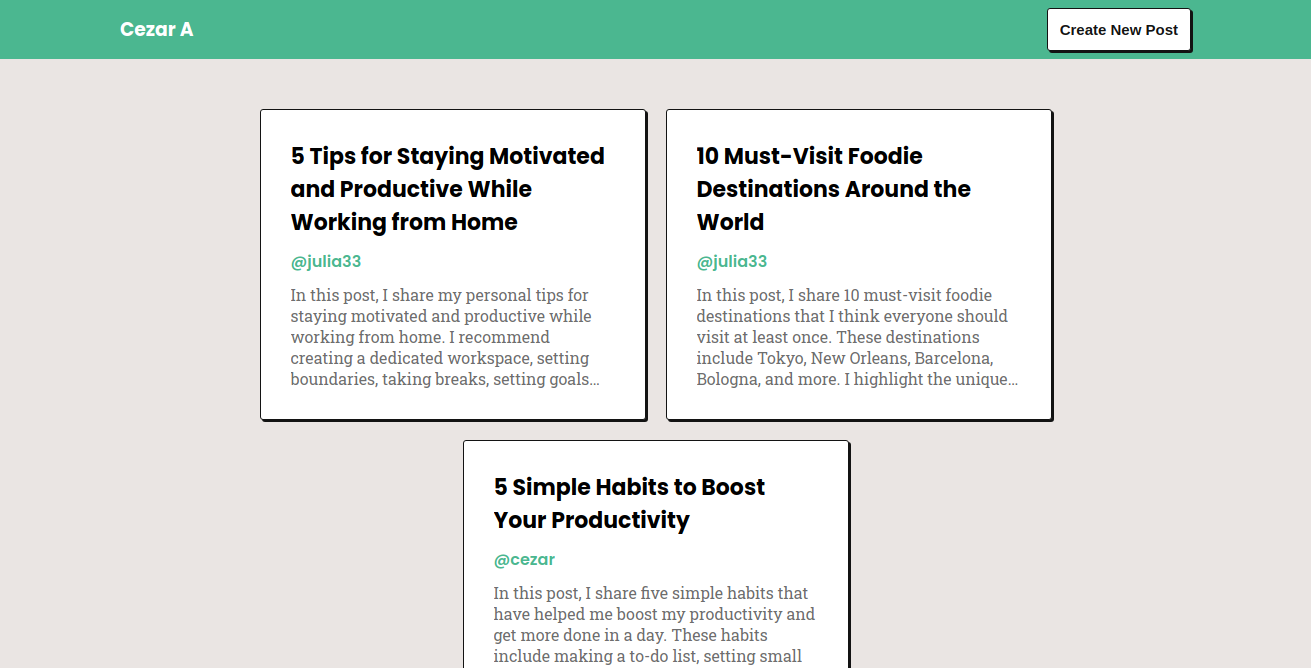 Cezar A
Create New Post
5 Tips for Staying Motivated
and Productive While
Working from Home
@julia33
In this post, I share my personal tips for
staying motivated and productive while
working from home. I recommend
creating a dedicated workspace, setting
boundaries, taking breaks, setting goals...
10 Must-Visit Foodie
Destinations Around the
World
@julia33
In this post, I share 10 must-visit foodie
destinations that I think everyone should
visit at least once. These destinations
include Tokyo, New Orleans, Barcelona,
Bologna, and more. I highlight the unique...
5 Simple Habits to Boost
Your Productivity
@cezar
In this post, I share five simple habits that
have helped me boost my productivity and
get more done in a day. These habits
include making a to-do list, setting small